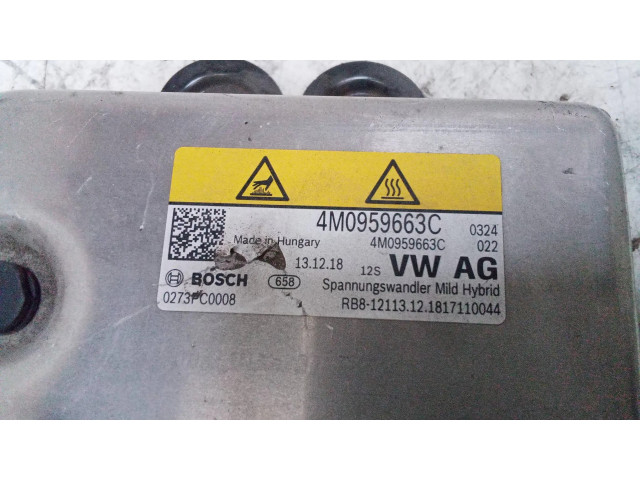 4M0959663C 0324
Made in Hungary 4M0959663C 022
13.12.18 12S VW AG
BOSCH 658 Spannungswandler Mild Hybrid
0273PC0008 RB8-12113.12.1817110044